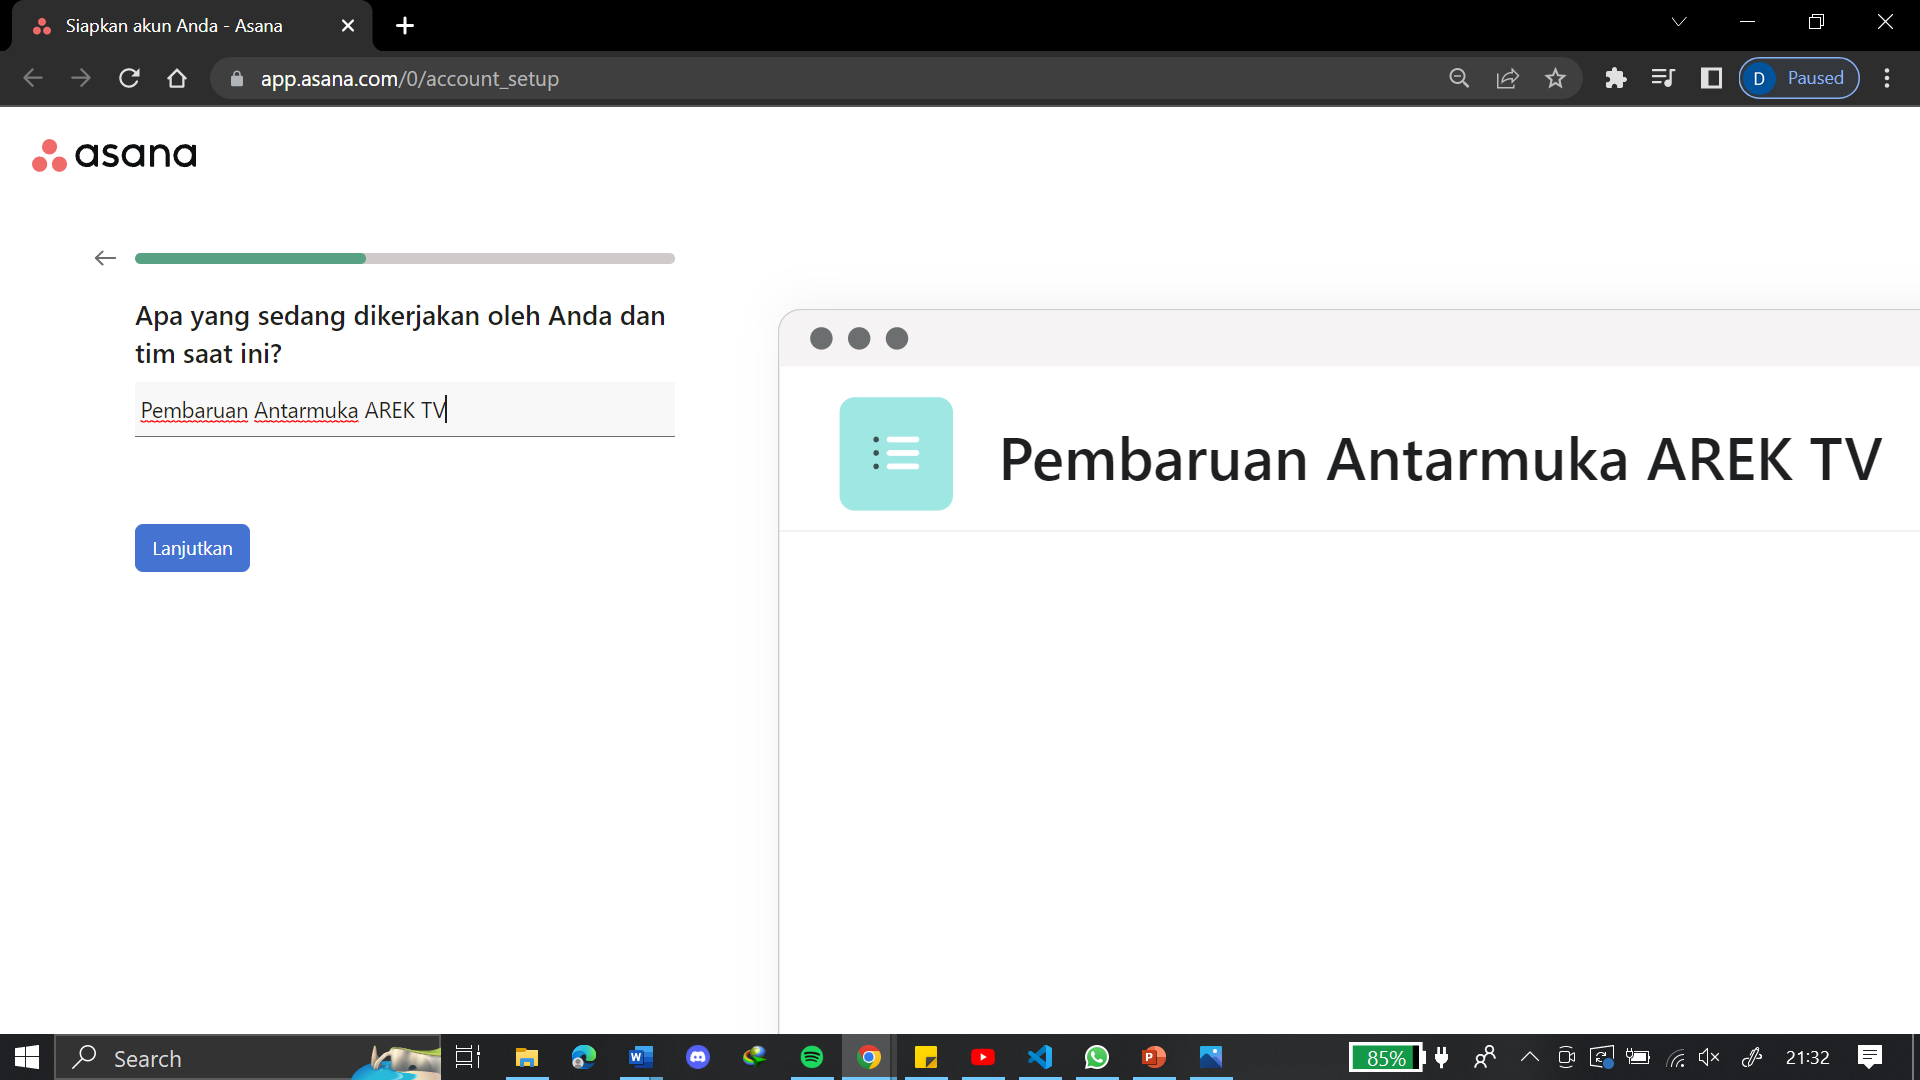 Siapkan akun Anda - Asana
app.asana.com/0/account_setup
D Paused
asana
Apa yang sedang dikerjakan oleh Anda dan
tim saat ini?
Pembaruan Antarmuka AREK TV
Lanjutkan
Pembaruan Antarmuka AREK TV
Search
85%
21:32